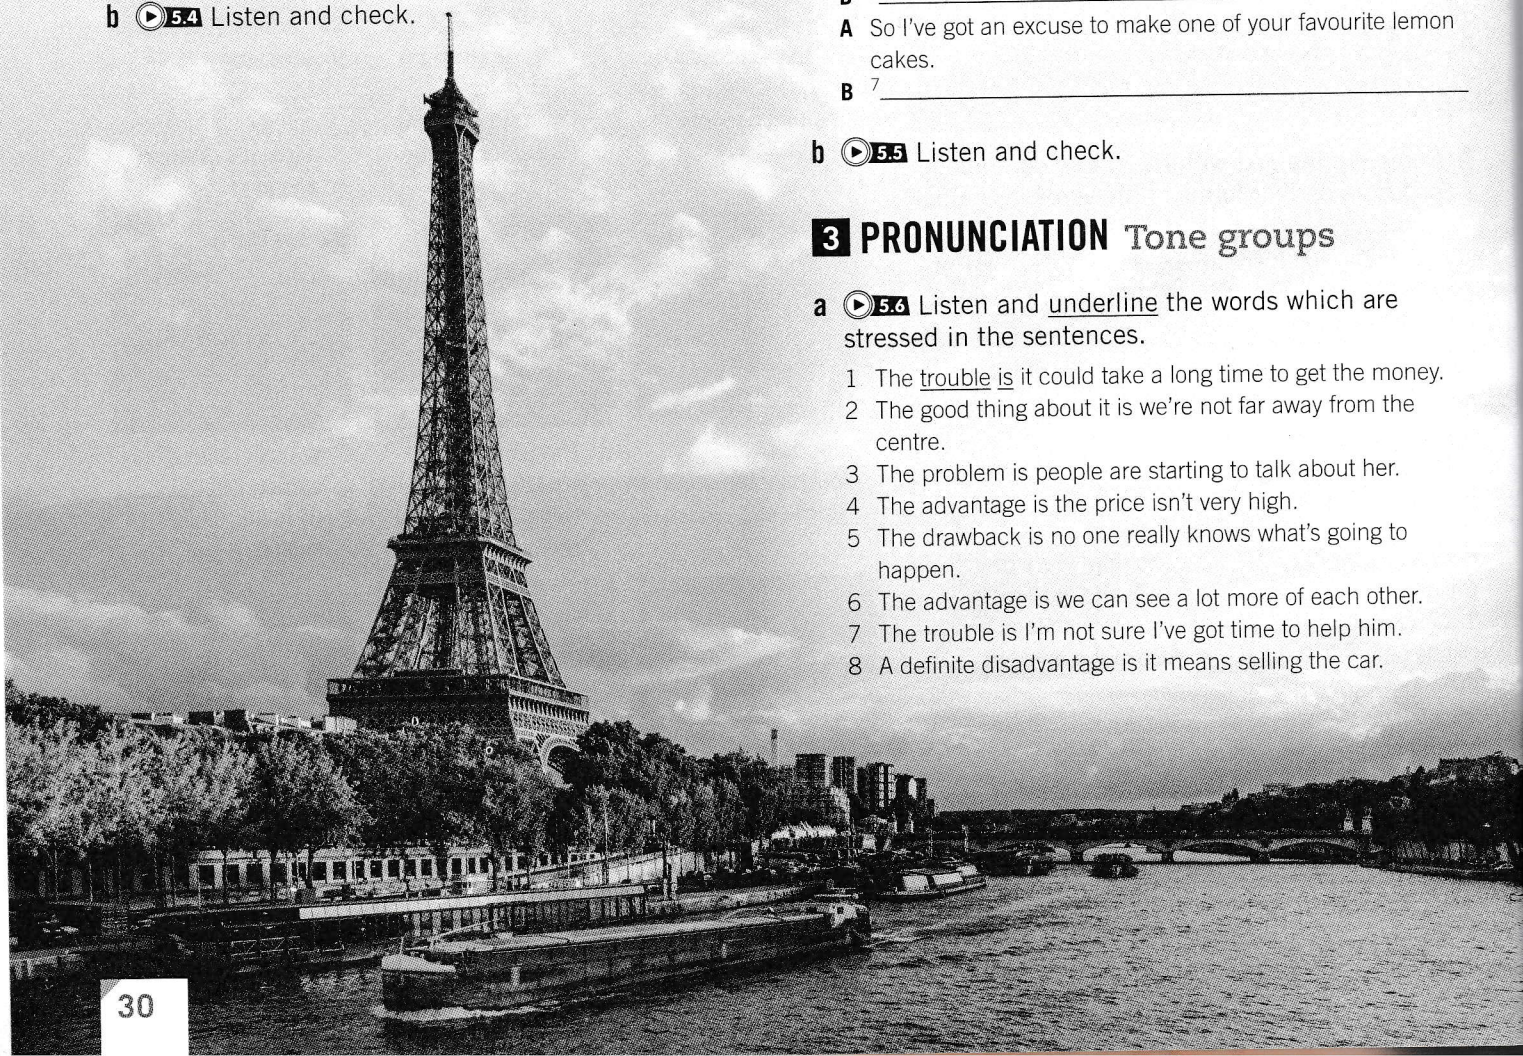 b 5.4 Listen and check.
A So I've got an excuse to make one of your favourite lemon
cakes.
B 7
b 5.5 Listen and check.
3 PRONUNCIATION Tone groups
a 5.6 Listen and underline the words which are
stressed in the sentences.
1 The trouble is it could take a long time to get the money.
2 The good thing about it is we're not far away from the
centre.
3 The problem is people are starting to talk about her.
4 The advantage is the price isn't very high.
5 The drawback is no one really knows what's going to
happen.
6 The advantage is we can see a lot more of each other.
7 The trouble is I'm not sure I've got time to help him.
8 A definite disadvantage is it means selling the car.
30